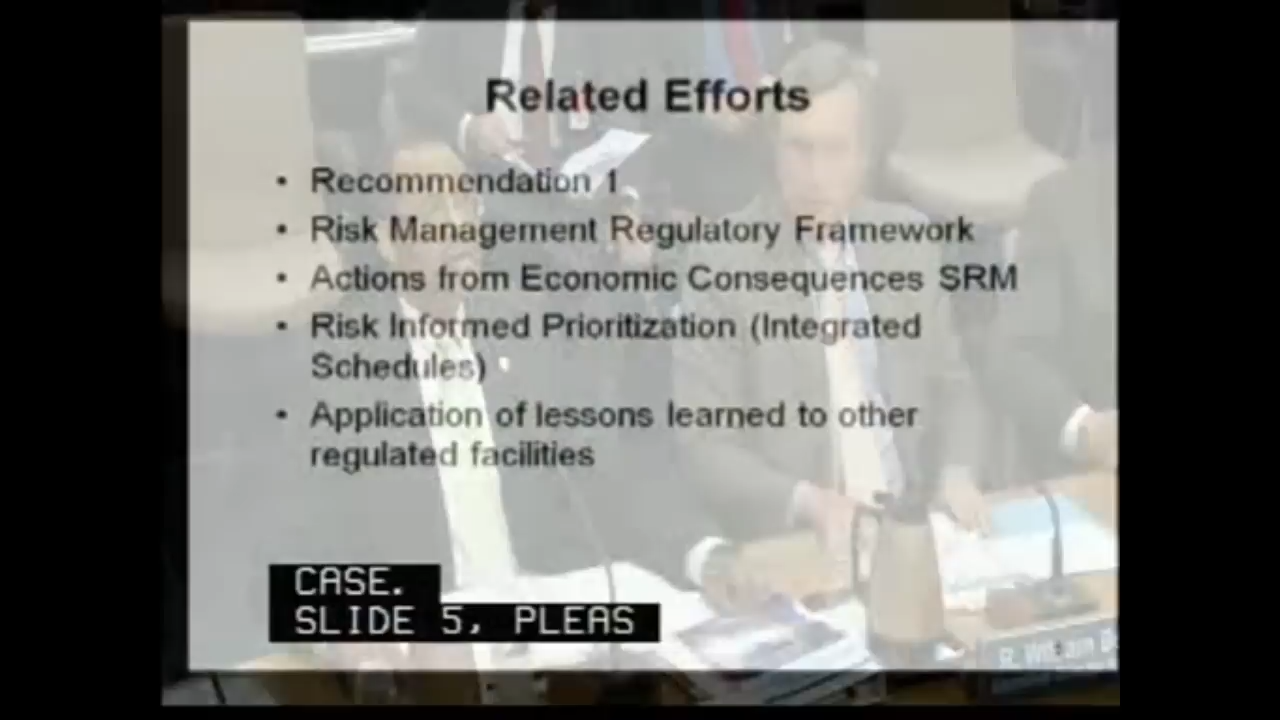 Related Efforts
• Recommendation 1
• Risk Management Regulatory Framework
• Actions from Economic Consequences SRM
• Risk Informed Prioritization (Integrated
Schedules)
• Application of lessons learned to other
regulated facilities
CASE.
SLIDE 5, PLEAS
R. William